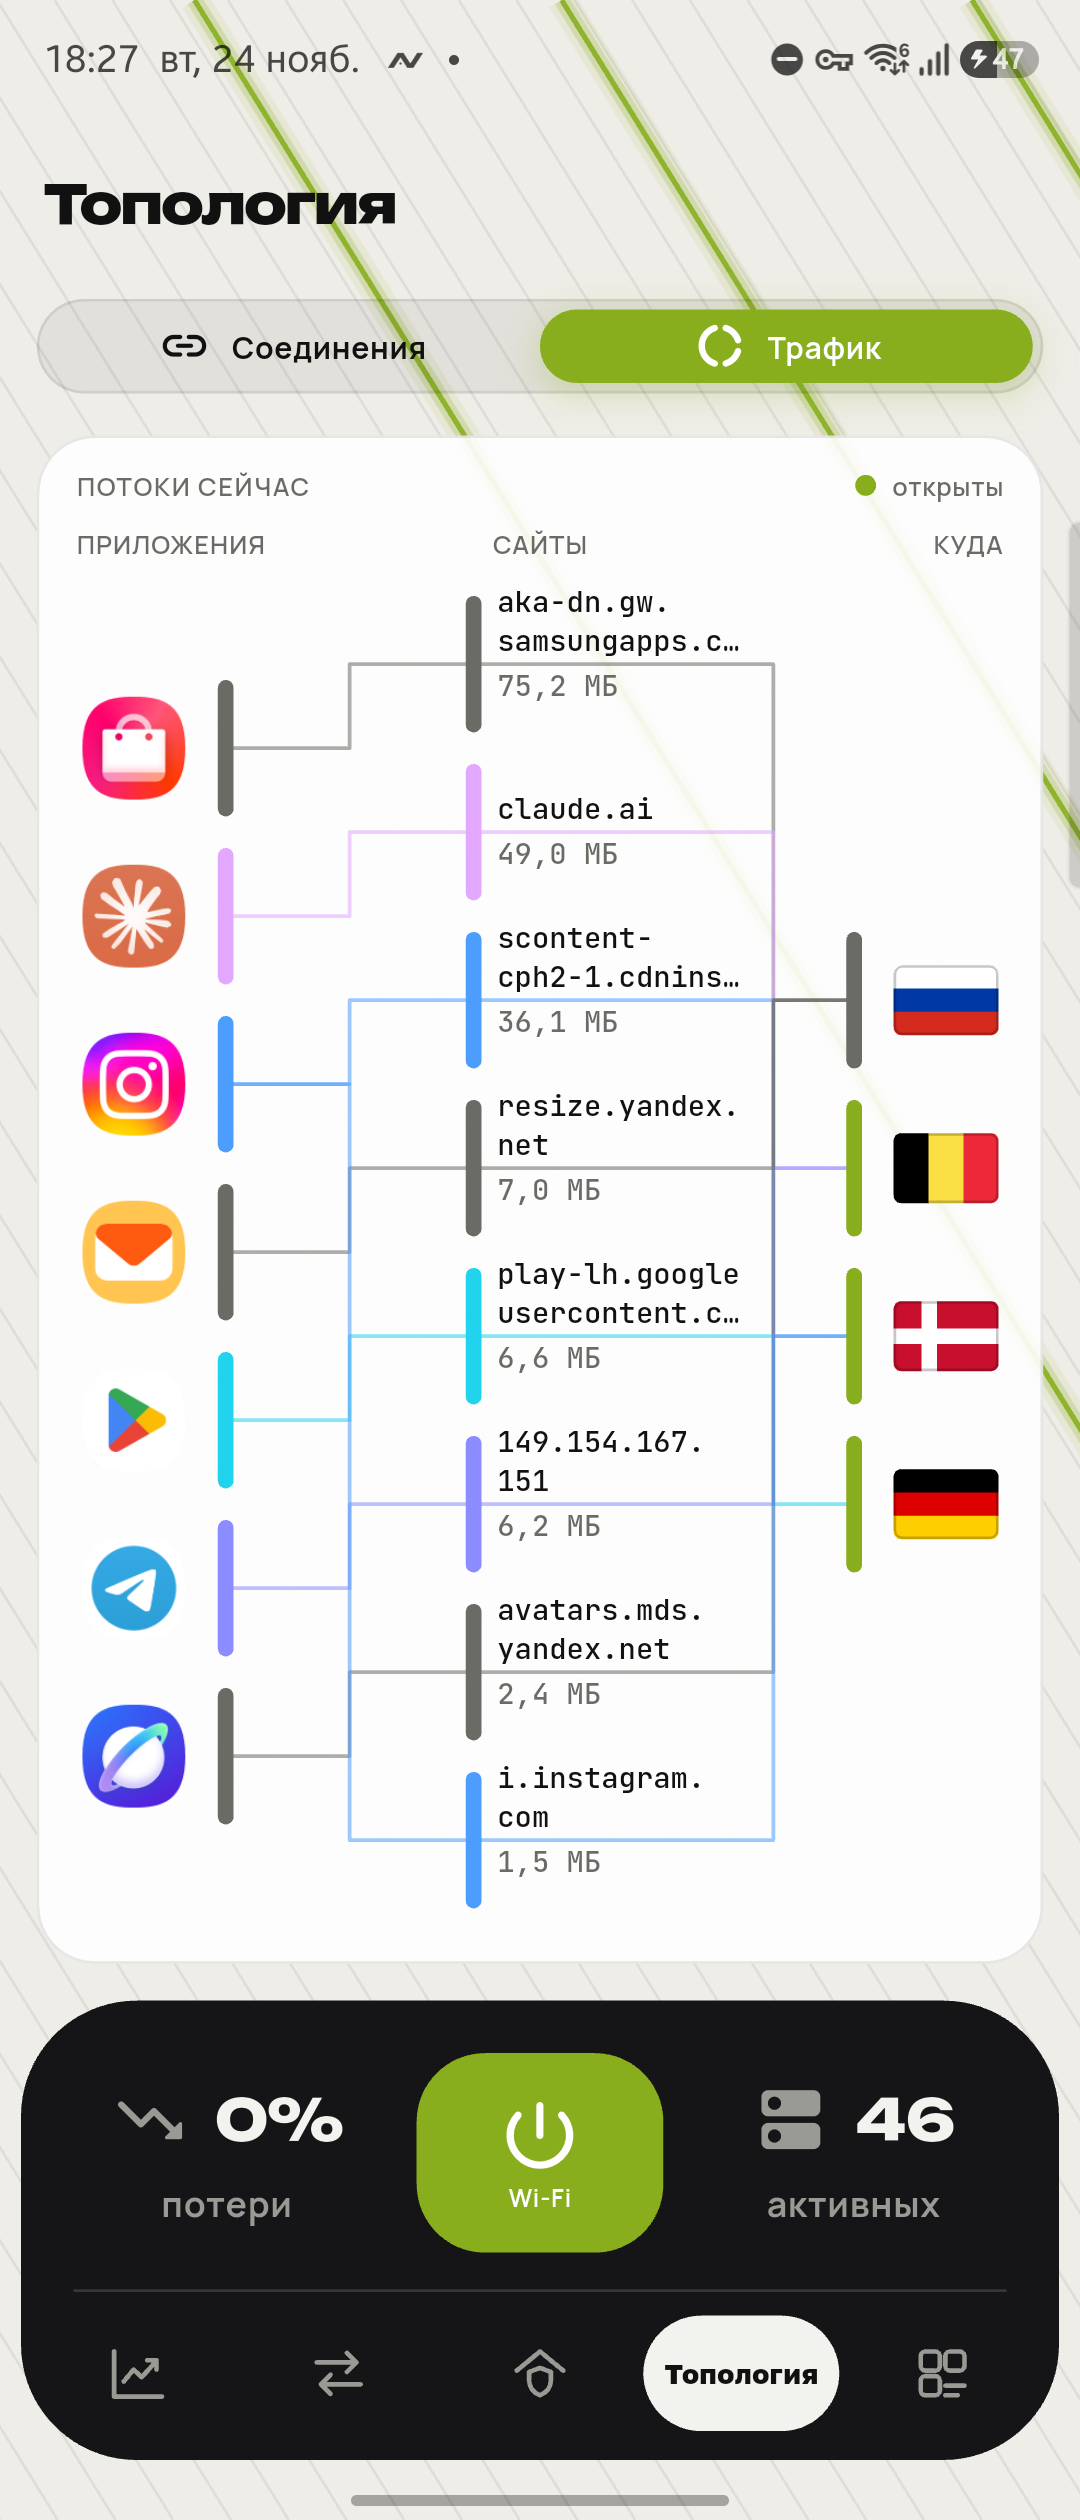 18:27 вт, 24 нояб.
6
47
Топология
Соединения
Трафик
ПОТОКИ СЕЙЧАС
открыты
ПРИЛОЖЕНИЯ
САЙТЫ
КУДА
aka-dn.gw.
samsungapps.c…
75,2 МБ
claude.ai
49,0 МБ
scontent-
cph2-1.cdnins…
36,1 МБ
resize.yandex.
net
7,0 МБ
play-lh.google
usercontent.c…
6,6 МБ
149.154.167.
151
6,2 МБ
avatars.mds.
yandex.net
2,4 МБ
i.instagram.
com
1,5 МБ
0%
потери
Wi-Fi
46
активных
Топология